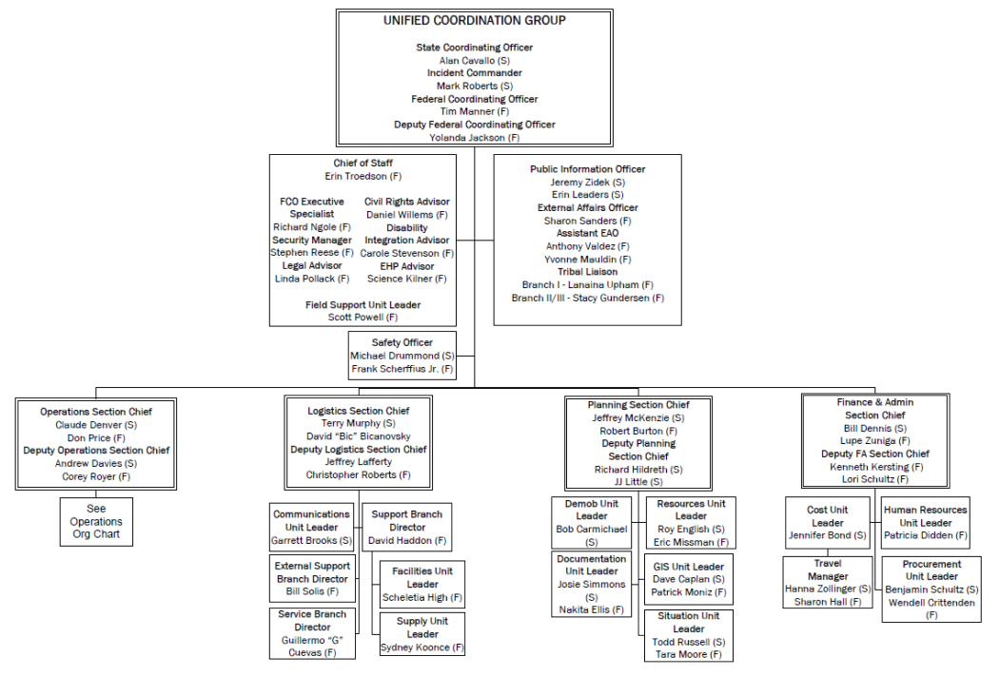 UNIFIED COORDINATION GROUP
State Coordinating Officer
Alan Cavallo (S)
Incident Commander
Mark Roberts (S)
Federal Coordinating Officer
Tim Manner (F)
Deputy Federal Coordinating Officer
Yolanda Jackson (F)
Chief of Staff
Erin Troedson (F)
FCO Executive
Specialist
Richard Ngole (F)
Security Manager
Stephen Reese (F)
Legal Advisor
Linda Pollack (F)
Civil Rights Advisor
Daniel Willems (F)
Disability
Integration Advisor
Carole Stevenson (F)
EHP Advisor
Science Kilner (F)
Field Support Unit Leader
Scott Powell (F)
Public Information Officer
Jeremy Zidek (S)
Erin Leaders (S)
External Affairs Officer
Sharon Sanders (F)
Assistant EAO
Anthony Valdez (F)
Yvonne Mauldin (F)
Tribal Liaison
Branch I - Lanaina Upham (F)
Branch II/III - Stacy Gundersen (F)
Safety Officer
Michael Drummond (S)
Frank Scherffius Jr. (F)
Operations Section Chief
Claude Denver (S)
Don Price (F)
Deputy Operations Section Chief
Andrew Davies (S)
Corey Royer (F)
See
Operations
Org Chart
Logistics Section Chief
Terry Murphy (S)
David “Bic” Bicanovsky
Deputy Logistics Section Chief
Jeffrey Lafferty
Christopher Roberts (F)
Communications
Unit Leader
Garrett Brooks (S)
External Support
Branch Director
Bill Solis (F)
Service Branch
Director
Guillermo “G”
Cuevas (F)
Support Branch
Director
David Haddon (F)
Facilities Unit
Leader
Scheletia High (F)
Supply Unit
Leader
Sydney Koonce (F)
Planning Section Chief
Jeffrey McKenzie (S)
Robert Burton (F)
Deputy Planning
Section Chief
Richard Hildreth (S)
JJ Little (S)
Demob Unit
Leader
Bob Carmichael
(S)
Documentation
Unit Leader
Josie Simmons
(S)
Nakita Ellis (F)
Resources Unit
Leader
Roy English (S)
Eric Missman (F)
GIS Unit Leader
Dave Caplan (S)
Patrick Moniz (F)
Situation Unit
Leader
Todd Russell (S)
Tara Moore (F)
Finance & Admin
Section Chief
Bill Dennis (S)
Lupe Zuniga (F)
Deputy FA Section Chief
Kenneth Kersting (F)
Lori Schultz (F)
Cost Unit
Leader
Jennifer Bond (S)
Travel
Manager
Hanna Zollinger (S)
Sharon Hall (F)
Human Resources
Unit Leader
Patricia Didden (F)
Procurement
Unit Leader
Benjamin Schultz (S)
Wendell Crittenden
(F)